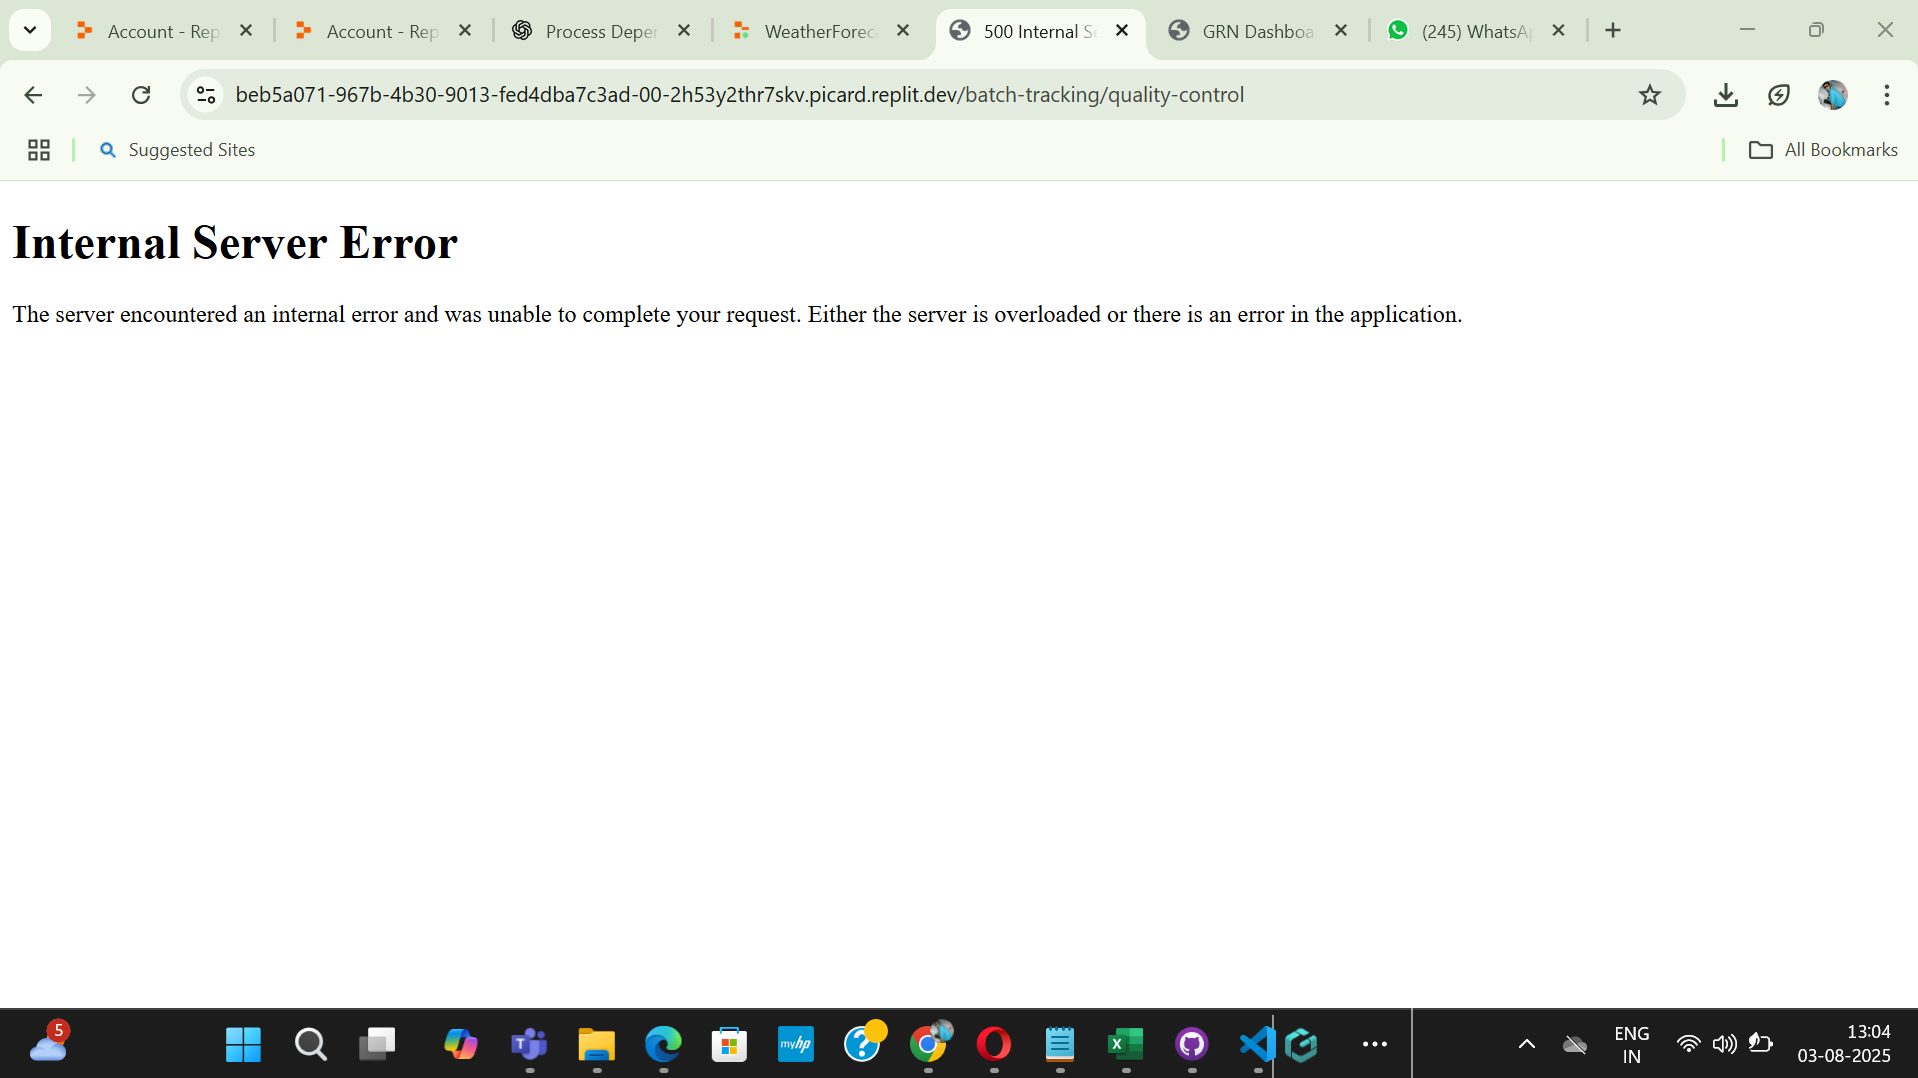 Account - Rep
Account - Rep
Process Deper
WeatherForec
500 Internal S
GRN Dashboa
(245) WhatsA
beb5a071-967b-4b30-9013-fed4dba7c3ad-00-2h53y2thr7skv.picard.replit.dev/batch-tracking/quality-control
Suggested Sites
All Bookmarks
Internal Server Error
The server encountered an internal error and was unable to complete your request. Either the server is overloaded or there is an error in the application.
5
myhp
ENG
IN
13:04
03-08-2025